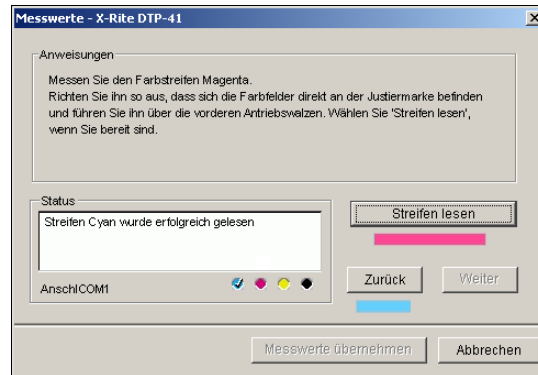 Messwerte - X-Rite DTP-41
Anweisungen
Messen Sie den Farbstreifen Magenta.
Richten Sie ihn so aus, dass sich die Farbfelder direkt an der Justiermarke befinden
und führen Sie ihn über die vorderen Antriebswalzen. Wählen Sie 'Streifen lesen',
wenn Sie bereit sind.
Status
Streifen Cyan wurde erfolgreich gelesen
Streifen lesen
AnschlCOM1
Zurück
Weiter
Messwerte übernehmen
Abbrechen